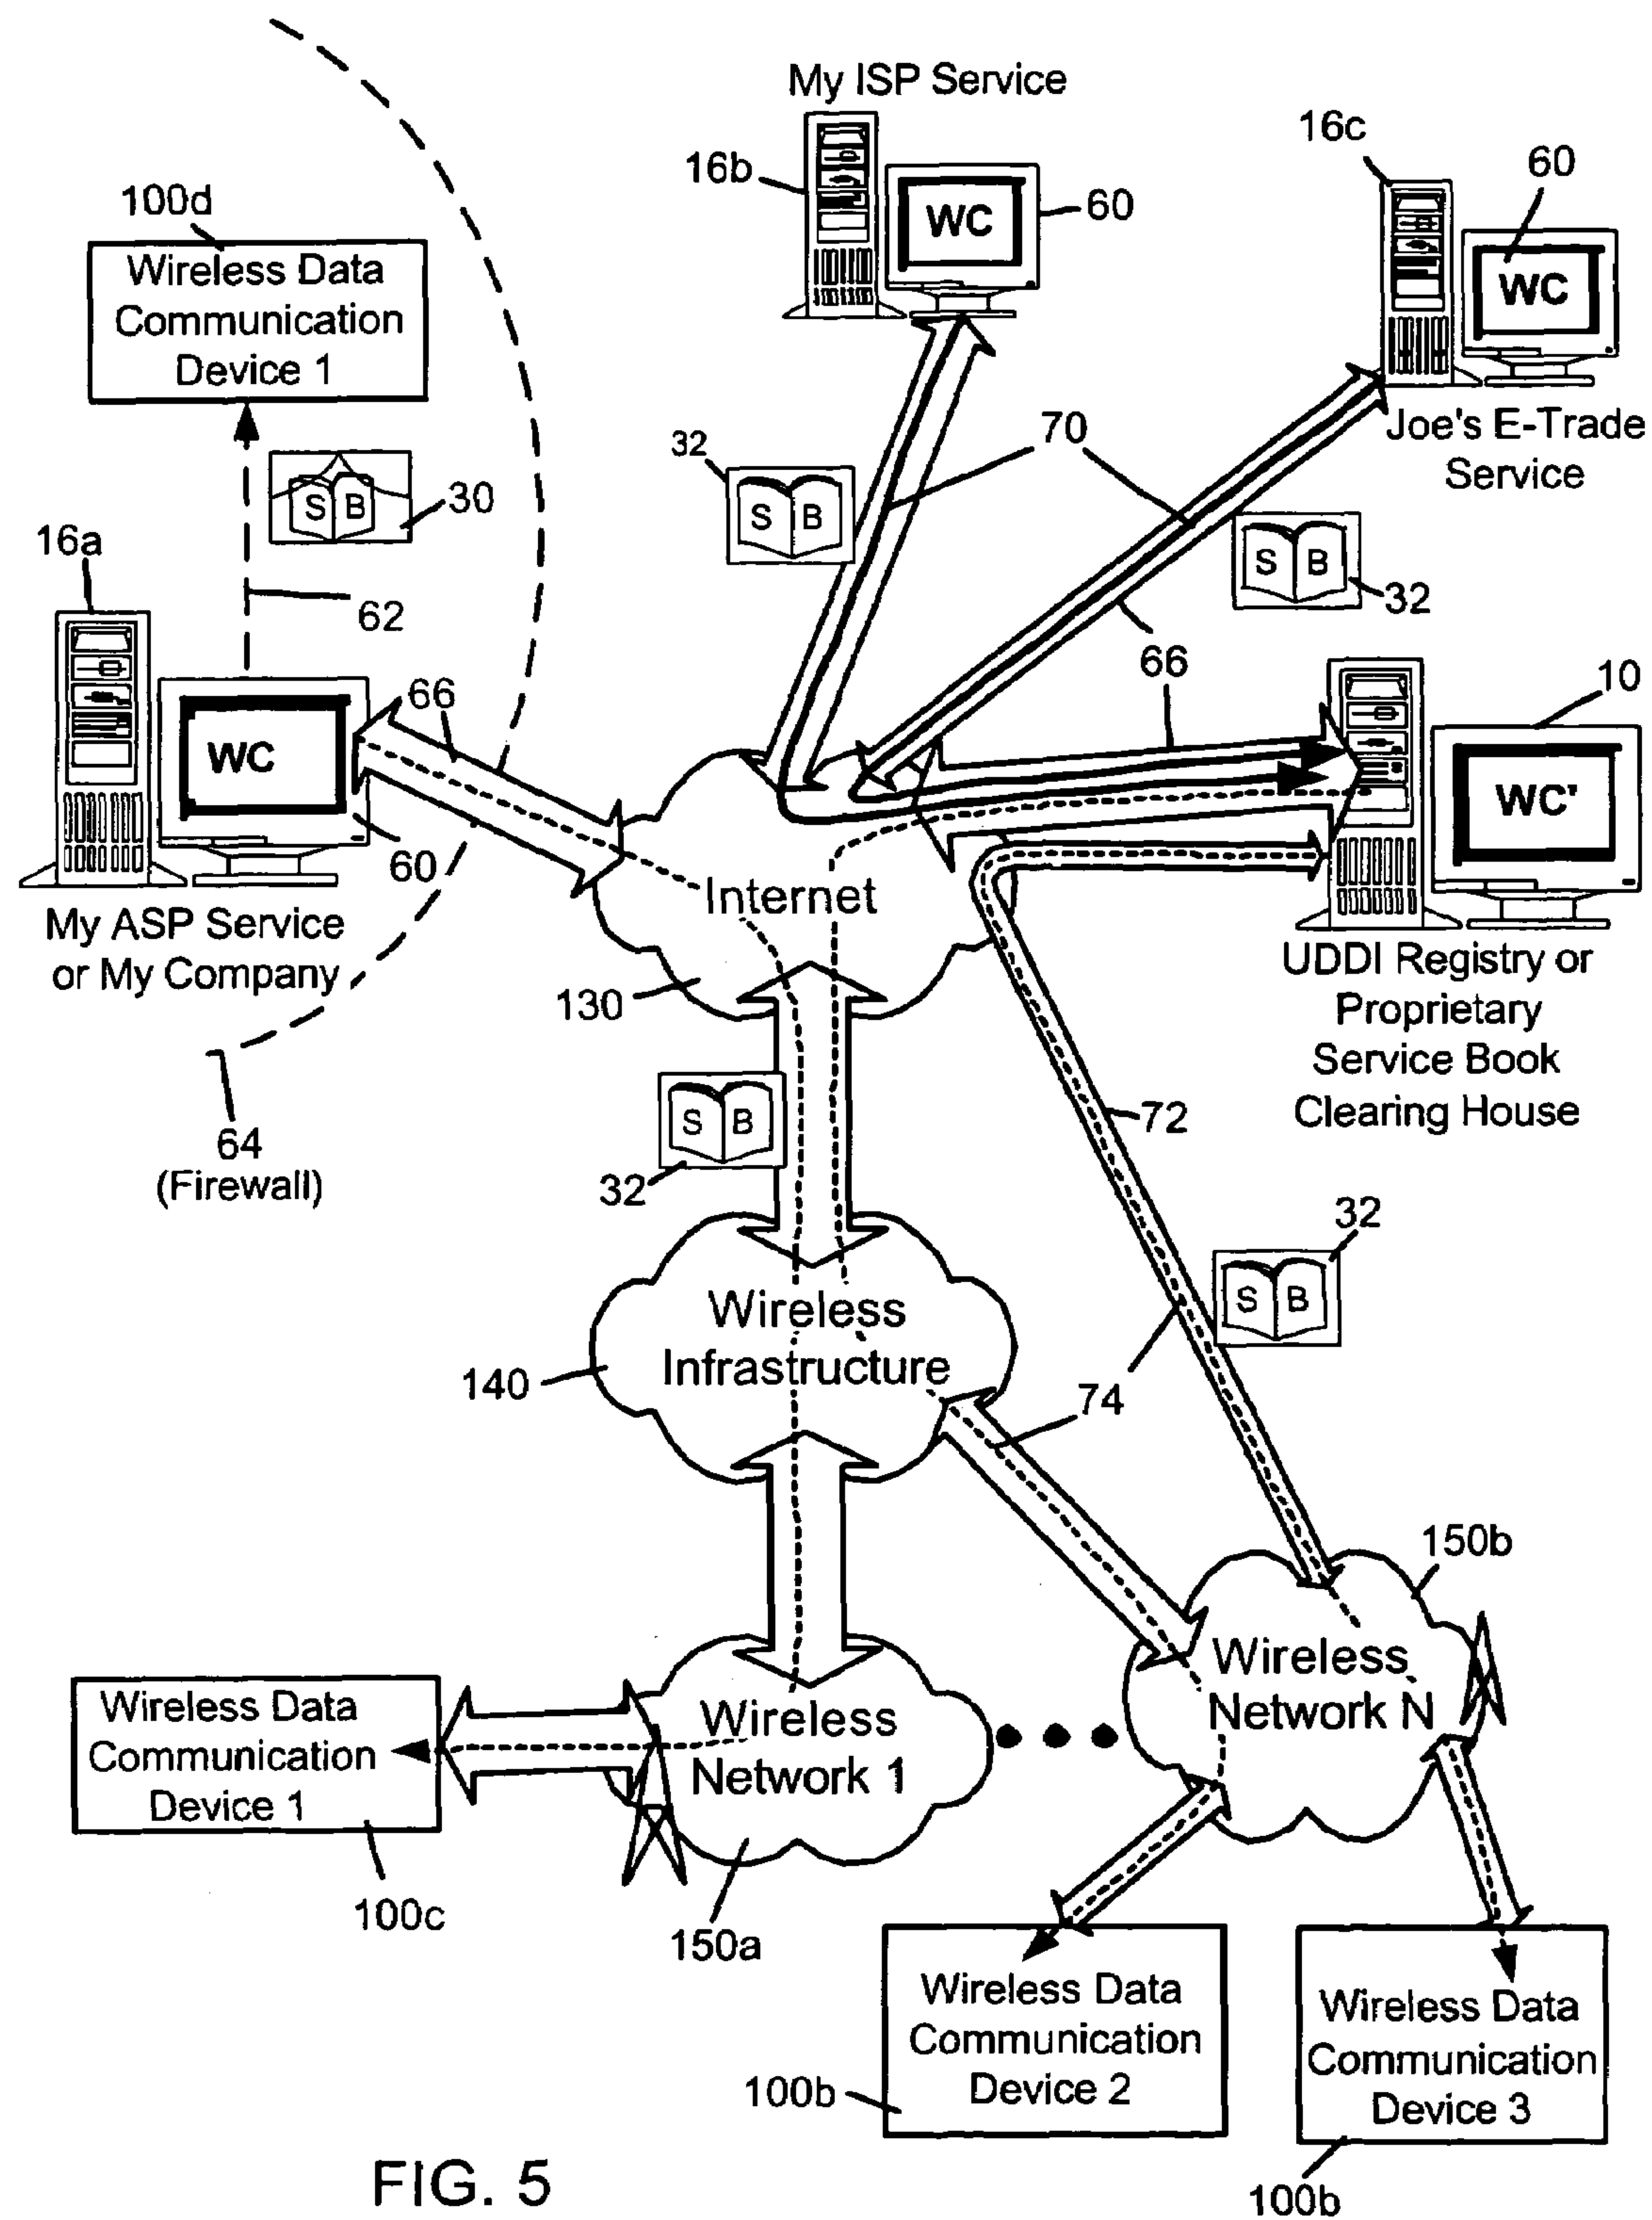 My ISP Service
16b
WC
60
16c
60
WC
Joe's E-Trade
Service
100d
Wireless Data
Communication
Device 1
S B
30
16a
62
WC
66
60
My ASP Service
or My Company
64
(Firewall)
32
S B
70
S B
32
66
66
10
WC'
UDDI Registry or
Proprietary
Service Book
Clearing House
Internet
130
72
S B
32
32
S B
Wireless
Infrastructure
140
74
150b
Wireless
Network N
Wireless Data
Communication
Device 1
100c
Wireless
Network 1
150a
Wireless Data
Communication
Device 2
100b
Wireless Data
Communication
Device 3
100b
FIG. 5